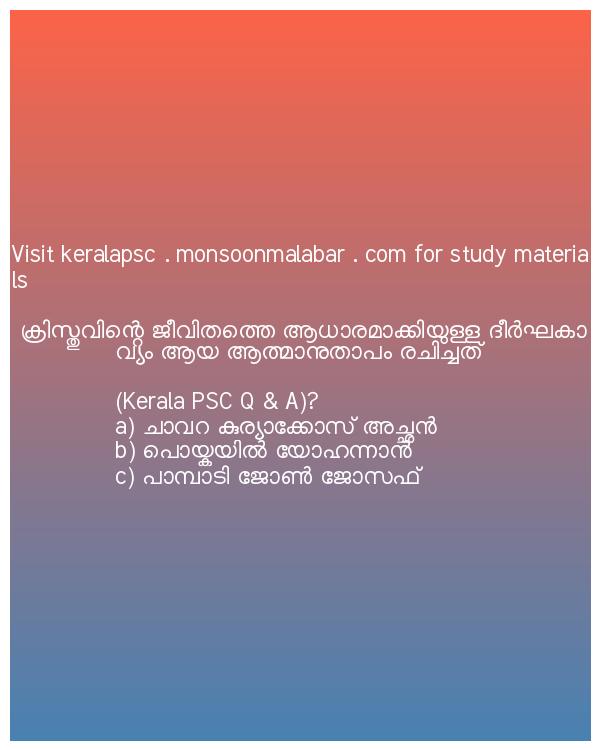 Visit keralapsc . monsoonmalabar . com for study materia
ls
ക്രിസ്തുവിന്റെ ജീവിതത്തെ ആധാരമാക്കിയുള്ള ദീർഘകാ
വ്യം ആയ ആത്മാനുതാപം രചിച്ചത്
(Kerala PSC Q & A)?
a) ചാവറ കുര്യാക്കോസ് അച്ഛൻ
b) പൊയ്കയിൽ യോഹന്നാൻ
c) പാമ്പാടി ജോൺ ജോസഫ്